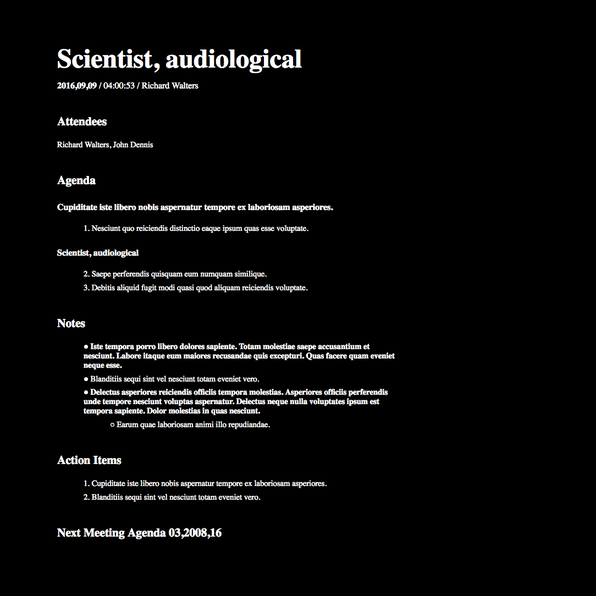 Scientist, audiological
2016,09,09 / 04:00:53 / Richard Walters
Attendees
Richard Walters, John Dennis
Agenda
Cupiditate iste libero nobis aspernatur tempore ex laboriosam asperiores.
1. Nesciunt quo reiciendis distinctio eaque ipsum quas esse voluptate.
Scientist, audiological
2. Saepe perferendis quisquam eum numquam similique.
3. Debitis aliquid fugit modi quasi quod aliquam reiciendis voluptate.
Notes
● Iste tempora porro libero dolores sapiente. Totam molestiae saepe accusantium et
nesciunt. Labore itaque eum maiores recusandae quis excepturi. Quas facere quam eveniet
neque esse.
● Blanditiis sequi sint vel nesciunt totam eveniet vero.
● Delectus asperiores reiciendis officiis tempora molestias. Asperiores officiis perferendis
unde tempore nesciunt voluptas aspernatur. Delectus neque nulla voluptates ipsum est
tempora sapiente. Dolor molestias in quas nesciunt.
○ Earum quae laboriosam animi illo repudiandae.
Action Items
1. Cupiditate iste libero nobis aspernatur tempore ex laboriosam asperiores.
2. Blanditiis sequi sint vel nesciunt totam eveniet vero.
Next Meeting Agenda 03,2008,16